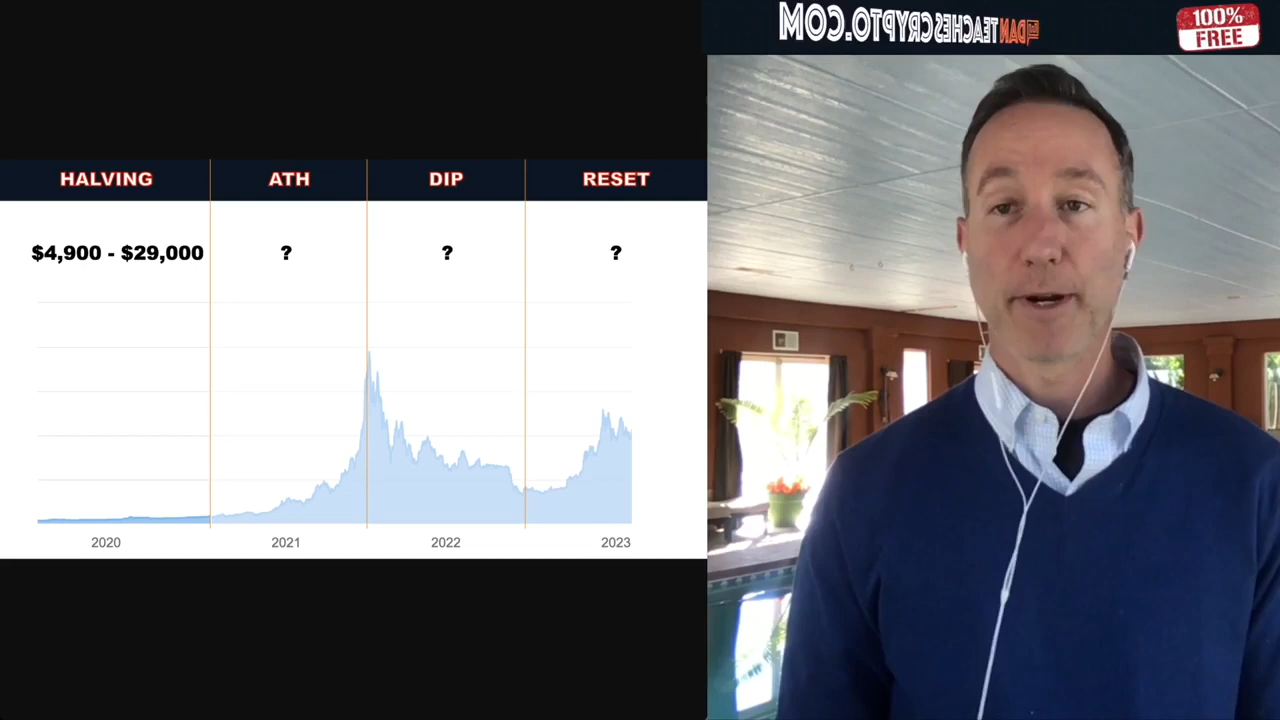 HALVING ATH DIP RESET
$4,900 - $29,000 ? ? ?
2020 2021 2022 2023
DANTEACHESCRYPTO.COM
100%
FREE